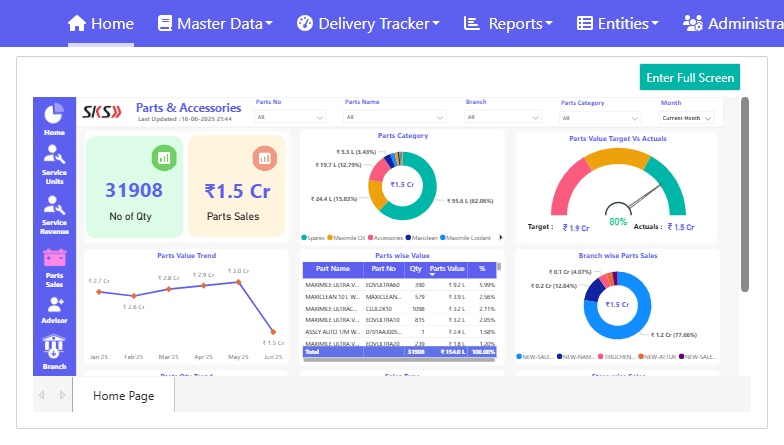 Home Master Data Delivery Tracker Reports Entities Administra
Enter Full Screen
SKS Parts & Accessories
Last Updated : 16-06-2025 21:44
Parts No Parts Name Branch Parts Category Month
All All All All Current Month
Home
Service Units
Service Revenue
Parts Sales
Advisor
Branch
31908
No of Qty
₹1.5 Cr
Parts Sales
Parts Category
₹ 5.3 L (3.43%)
₹ 19.7 L (12.79%)
₹ 24.4 L (15.83%)
₹1.5 Cr
₹ 95.6 L (62.06%)
Spares Maximile Oil Accessories Maxiclean Maximile Coolant
Parts Value Target Vs Actuals
80%
Target : ₹ 1.9 Cr Actuals : ₹ 1.5 Cr
Parts Value Trend
₹ 2.7 Cr ₹ 2.6 Cr ₹ 2.8 Cr ₹ 2.9 Cr ₹ 3.0 Cr ₹ 1.5 Cr
Jan'25 Feb'25 Mar'25 Apr'25 May'25 Jun'25
Parts wise Value
Part Name Part No Qty Parts Value %
MAXIMILE ULTRA V... EOVULTRA60 390 ₹ 9.2 L 5.99%
MAXICLEAN 10 L W... MAXICLEAN... 579 ₹ 3.9 L 2.56%
MAXIMILE ULTRAC... CLUL2X10 1098 ₹ 3.2 L 2.11%
MAXIMILE ULTRA V... EOVULTRA10 815 ₹ 3.2 L 2.05%
ASSLY AUTO T/M W... 0701AAJ005... 1 ₹ 2.4 L 1.58%
MAXIMILE ULTRA V... EOVULTRA20 239 ₹ 1.8 L 1.20%
Total 31908 ₹ 154.0 L 100.00%
Branch wise Parts Sales
₹ 0.1 Cr (4.07%)
₹ 0.2 Cr (12.84%)
₹1.5 Cr
₹ 1.2 Cr (77.66%)
NEW-SALE... NEW-NAM... TIRUCHEN... NEW-ATTUR NEW-SALE...
Home Page